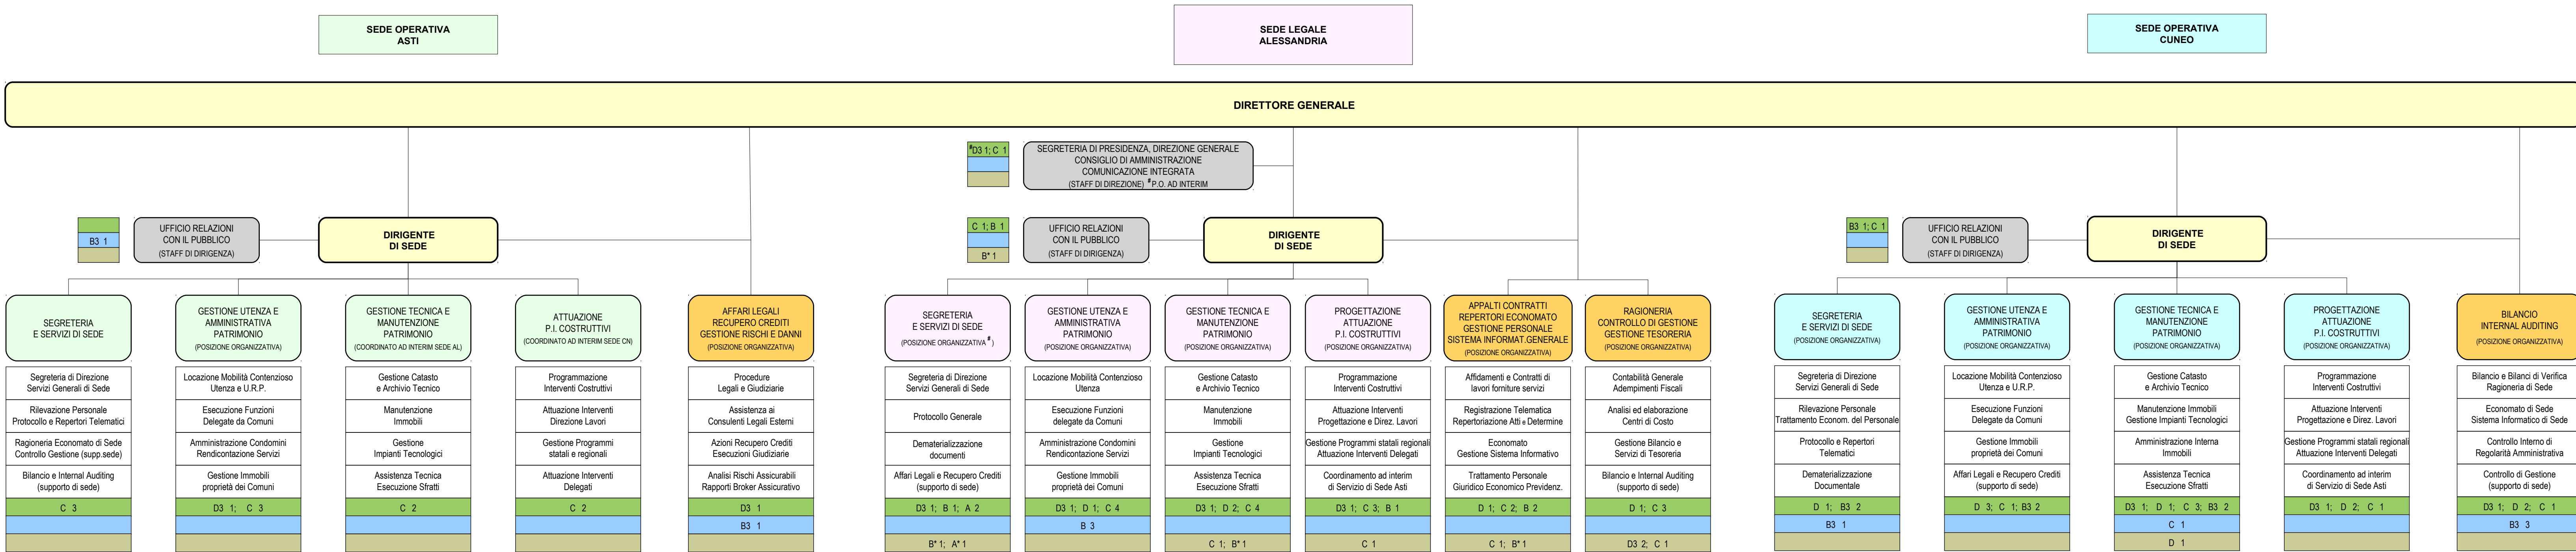 SEDE OPERATIVA
ASTI
SEDE LEGALE
ALESSANDRIA
SEDE OPERATIVA
CUNEO
DIRETTORE GENERALE
#D3 1; C 1
SEGRETERIA DI PRESIDENZA, DIREZIONE GENERALE
CONSIGLIO DI AMMINISTRAZIONE
COMUNICAZIONE INTEGRATA
(STAFF DI DIREZIONE) # P.O. AD INTERIM
B3 1
UFFICIO RELAZIONI
CON IL PUBBLICO
(STAFF DI DIRIGENZA)
DIRIGENTE
DI SEDE
C 1; B 1
B* 1
UFFICIO RELAZIONI
CON IL PUBBLICO
(STAFF DI DIRIGENZA)
DIRIGENTE
DI SEDE
B3 1; C 1
UFFICIO RELAZIONI
CON IL PUBBLICO
(STAFF DI DIRIGENZA)
DIRIGENTE
DI SEDE
SEGRETERIA
E SERVIZI DI SEDE
Segreteria di Direzione
Servizi Generali di Sede
Rilevazione Personale
Protocollo e Repertori Telematici
Ragioneria Economato di Sede
Controllo Gestione (supp.sede)
Bilancio e Internal Auditing
(supporto di sede)
C 3
GESTIONE UTENZA E
AMMINISTRATIVA
PATRIMONIO
(POSIZIONE ORGANIZZATIVA)
Locazione Mobilità Contenzioso
Utenza e U.R.P.
Esecuzione Funzioni
Delegate da Comuni
Amministrazione Condomini
Rendicontazione Servizi
Gestione Immobili
proprietà dei Comuni
D3 1; C 3
GESTIONE TECNICA E
MANUTENZIONE
PATRIMONIO
(COORDINATO AD INTERIM SEDE AL)
Gestione Catasto
e Archivio Tecnico
Manutenzione
Immobili
Gestione
Impianti Tecnologici
Assistenza Tecnica
Esecuzione Sfratti
C 2
ATTUAZIONE
P.I. COSTRUTTIVI
(COORDINATO AD INTERIM SEDE CN)
Programmazione
Interventi Costruttivi
Attuazione Interventi
Direzione Lavori
Gestione Programmi
statali e regionali
Attuazione Interventi
Delegati
C 2
AFFARI LEGALI
RECUPERO CREDITI
GESTIONE RISCHI E DANNI
(POSIZIONE ORGANIZZATIVA)
Procedure
Legali e Giudiziarie
Assistenza ai
Consulenti Legali Esterni
Azioni Recupero Crediti
Esecuzioni Giudiziarie
Analisi Rischi Assicurabili
Rapporti Broker Assicurativo
D3 1
B3 1
SEGRETERIA
E SERVIZI DI SEDE
(POSIZIONE ORGANIZZATIVA # )
Segreteria di Direzione
Servizi Generali di Sede
Protocollo Generale
Dematerializzazione
documenti
Affari Legali e Recupero Crediti
(supporto di sede)
D3 1; B 1; A 2
B* 1; A* 1
GESTIONE UTENZA E
AMMINISTRATIVA
PATRIMONIO
(POSIZIONE ORGANIZZATIVA)
Locazione Mobilità Contenzioso
Utenza
Esecuzione Funzioni
delegate da Comuni
Amministrazione Condomini
Rendicontazione Servizi
Gestione Immobili
proprietà dei Comuni
D3 1; D 1; C 4
B 3
GESTIONE TECNICA E
MANUTENZIONE
PATRIMONIO
(POSIZIONE ORGANIZZATIVA)
Gestione Catasto
e Archivio Tecnico
Manutenzione
Immobili
Gestione
Impianti Tecnologici
Assistenza Tecnica
Esecuzione Sfratti
D3 1; D 2; C 4
C 1; B* 1
PROGETTAZIONE
ATTUAZIONE
P.I. COSTRUTTIVI
(POSIZIONE ORGANIZZATIVA)
Programmazione
Interventi Costruttivi
Attuazione Interventi
Progettazione e Direz. Lavori
Gestione Programmi statali regionali
Attuazione Interventi Delegati
Coordinamento ad interim
di Servizio di Sede Asti
D3 1; C 3; B 1
C 1
APPALTI CONTRATTI
REPERTORI ECONOMATO
GESTIONE PERSONALE
SISTEMA INFORMAT.GENERALE
(POSIZIONE ORGANIZZATIVA)
Affidamenti e Contratti di
lavori forniture servizi
Registrazione Telematica
Repertoriazione Atti e Determine
Economato
Gestione Sistema Informativo
Trattamento Personale
Giuridico Economico Previdenz.
D 1; C 2; B 2
C 1; B* 1
RAGIONERIA
CONTROLLO DI GESTIONE
GESTIONE TESORERIA
(POSIZIONE ORGANIZZATIVA)
Contabilità Generale
Adempimenti Fiscali
Analisi ed elaborazione
Centri di Costo
Gestione Bilancio e
Servizi di Tesoreria
Bilancio e Internal Auditing
(supporto di sede)
D 1; C 3
D3 2; C 1
SEGRETERIA
E SERVIZI DI SEDE
(POSIZIONE ORGANIZZATIVA)
Segreteria di Direzione
Servizi Generali di Sede
Rilevazione Personale
Trattamento Econom. del Personale
Protocollo e Repertori
Telematici
Dematerializzazione
Documentale
D 1; B3 2
B3 1
GESTIONE UTENZA E
AMMINISTRATIVA
PATRIMONIO
(POSIZIONE ORGANIZZATIVA)
Locazione Mobilità Contenzioso
Utenza e U.R.P.
Esecuzione Funzioni
Delegate da Comuni
Gestione Immobili
proprietà dei Comuni
Affari Legali e Recupero Crediti
(supporto di sede)
D 3; C 1; B3 2
GESTIONE TECNICA E
MANUTENZIONE
PATRIMONIO
(POSIZIONE ORGANIZZATIVA)
Gestione Catasto
e Archivio Tecnico
Manutenzione Immobili
Gestione Impianti Tecnologici
Amministrazione Interna
Immobili
Assistenza Tecnica
Esecuzione Sfratti
D3 1; D 1; C 3; B3 2
C 1
D 1
PROGETTAZIONE
ATTUAZIONE
P.I. COSTRUTTIVI
(POSIZIONE ORGANIZZATIVA)
Programmazione
Interventi Costruttivi
Attuazione Interventi
Progettazione e Direz. Lavori
Gestione Programmi statali regionali
Attuazione Interventi Delegati
Coordinamento ad interim
di Servizio di Sede Asti
D3 1; D 2; C 1
BILANCIO
INTERNAL AUDITING
(POSIZIONE ORGANIZZATIVA)
Bilancio e Bilanci di Verifica
Ragioneria di Sede
Economato di Sede
Sistema Informatico di Sede
Controllo Interno di
Regolarità Amministrativa
Controllo di Gestione
(supporto di sede)
D3 1; D 2; C 1
B3 3